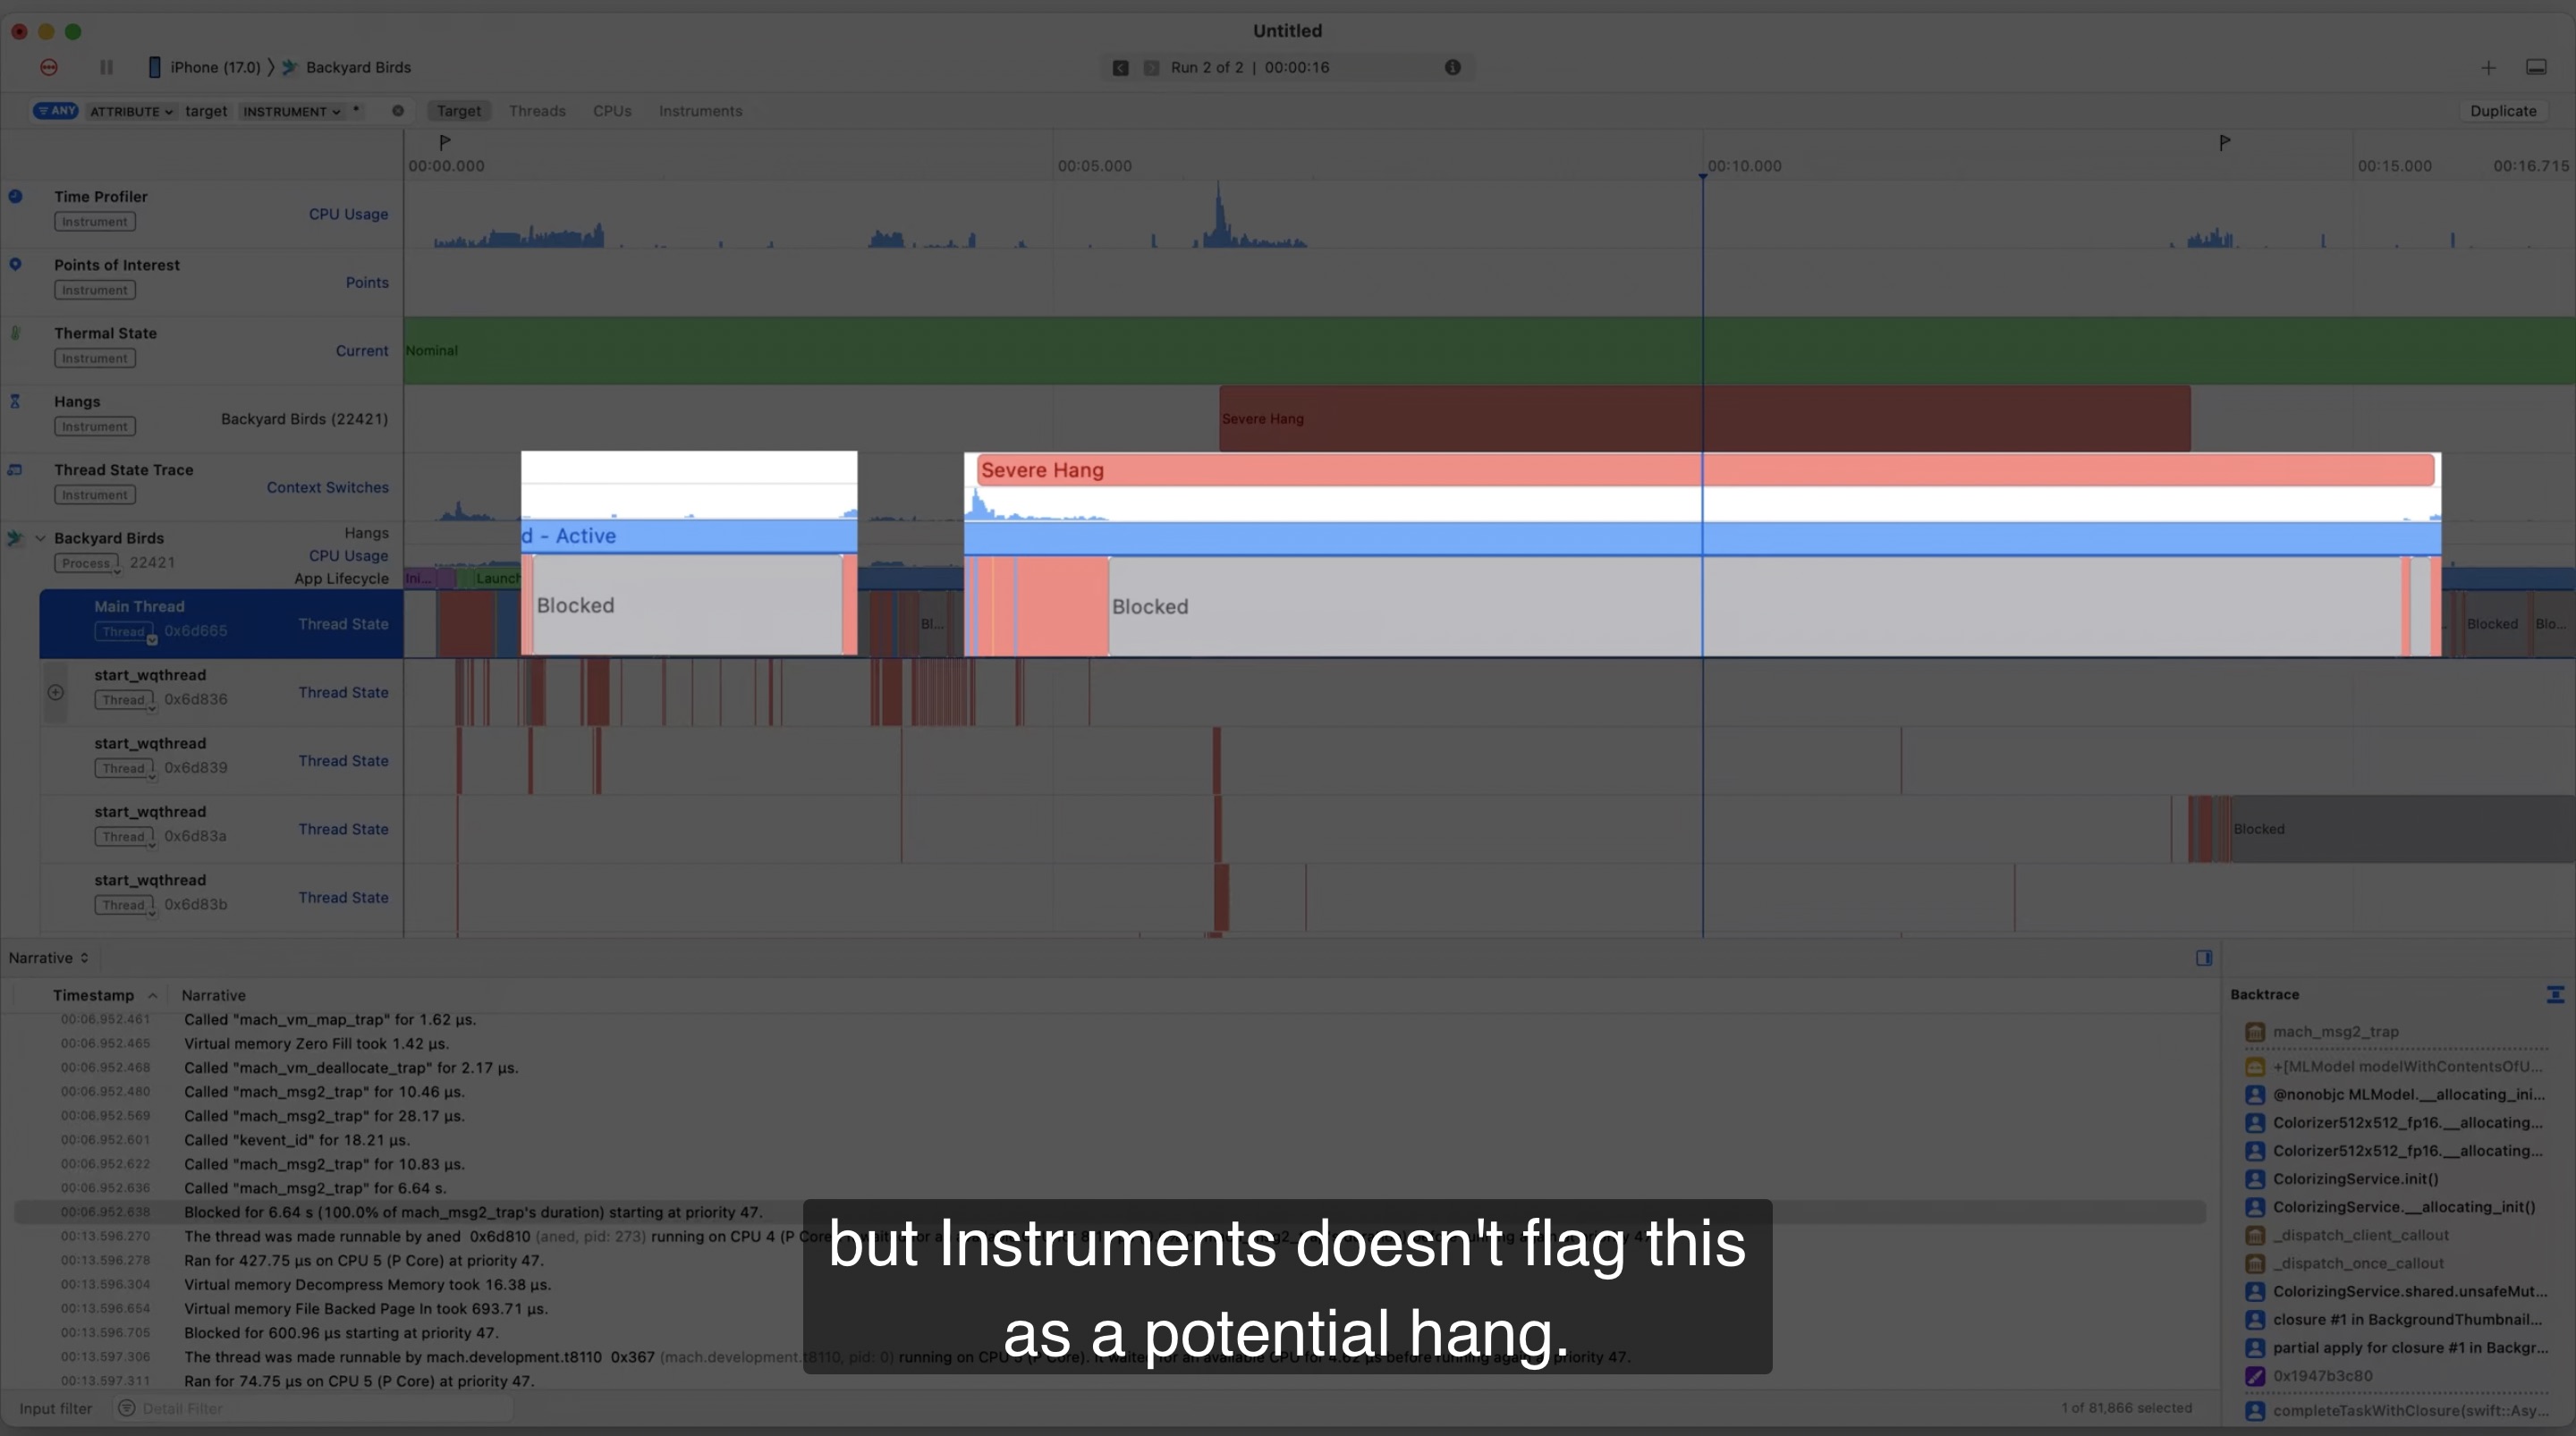 Untitled
iPhone (17.0) 〉 Backyard Birds
Run 2 of 2 | 00:00:16
ANY ATTRIBUTE target INSTRUMENT *
Target Threads CPUs Instruments
Duplicate
00:00.000 00:05.000 00:10.000 00:15.000 00:16.715
Time Profiler
Instrument
CPU Usage
Points of Interest
Instrument
Points
Thermal State
Instrument
Current
Nominal
Hangs
Instrument
Backyard Birds (22421)
Severe Hang
Thread State Trace
Instrument
Context Switches
Severe Hang
d - Active
Backyard Birds
Process 22421
Hangs
CPU Usage
App Lifecycle
Ini... Launch
Main Thread
Thread 0x6d665
Thread State
Blocked Bl... Blocked Blocked Blo...
start_wqthread
Thread 0x6d836
Thread State
start_wqthread
Thread 0x6d839
Thread State
start_wqthread
Thread 0x6d83a
Thread State
Blocked
start_wqthread
Thread 0x6d83b
Thread State
Narrative
Timestamp Narrative
00:06.952.461 Called "mach_vm_map_trap" for 1.62 µs.
00:06.952.465 Virtual memory Zero Fill took 1.42 µs.
00:06.952.468 Called "mach_vm_deallocate_trap" for 2.17 µs.
00:06.952.480 Called "mach_msg2_trap" for 10.46 µs.
00:06.952.569 Called "mach_msg2_trap" for 28.17 µs.
00:06.952.601 Called "kevent_id" for 18.21 µs.
00:06.952.622 Called "mach_msg2_trap" for 10.83 µs.
00:06.952.636 Called "mach_msg2_trap" for 6.64 s.
00:06.952.638 Blocked for 6.64 s (100.0% of mach_msg2_trap's duration) starting at priority 47.
00:13.596.270 The thread was made runnable by aned 0x6d810 (aned, pid: 273) running on CPU 4 (P
00:13.596.278 Ran for 427.75 µs on CPU 5 (P Core) at priority 47.
00:13.596.304 Virtual memory Decompress Memory took 16.38 µs.
00:13.596.654 Virtual memory File Backed Page In took 693.71 µs.
00:13.596.705 Blocked for 600.96 µs starting at priority 47.
00:13.597.306 The thread was made runnable by mach.development.t8110 0x367 (mach.development.t8110, pid: 0) running on CPU
00:13.597.311 Ran for 74.75 µs on CPU 5 (P Core) at priority 47.
Input filter Detail Filter
1 of 81,866 selected
Backtrace
mach_msg2_trap
+[MLModel modelWithContentsOfU...
@nonobjc MLModel.__allocating_ini...
Colorizer512x512_fp16.__allocating...
Colorizer512x512_fp16.__allocating...
ColorizingService.init()
ColorizingService.__allocating_init()
_dispatch_client_callout
_dispatch_once_callout
ColorizingService.shared.unsafeMut...
closure #1 in BackgroundThumbnail...
partial apply for closure #1 in Backgr...
0x1947b3c80
completeTaskWithClosure(swift::Asy...
but Instruments doesn't flag this
as a potential hang.